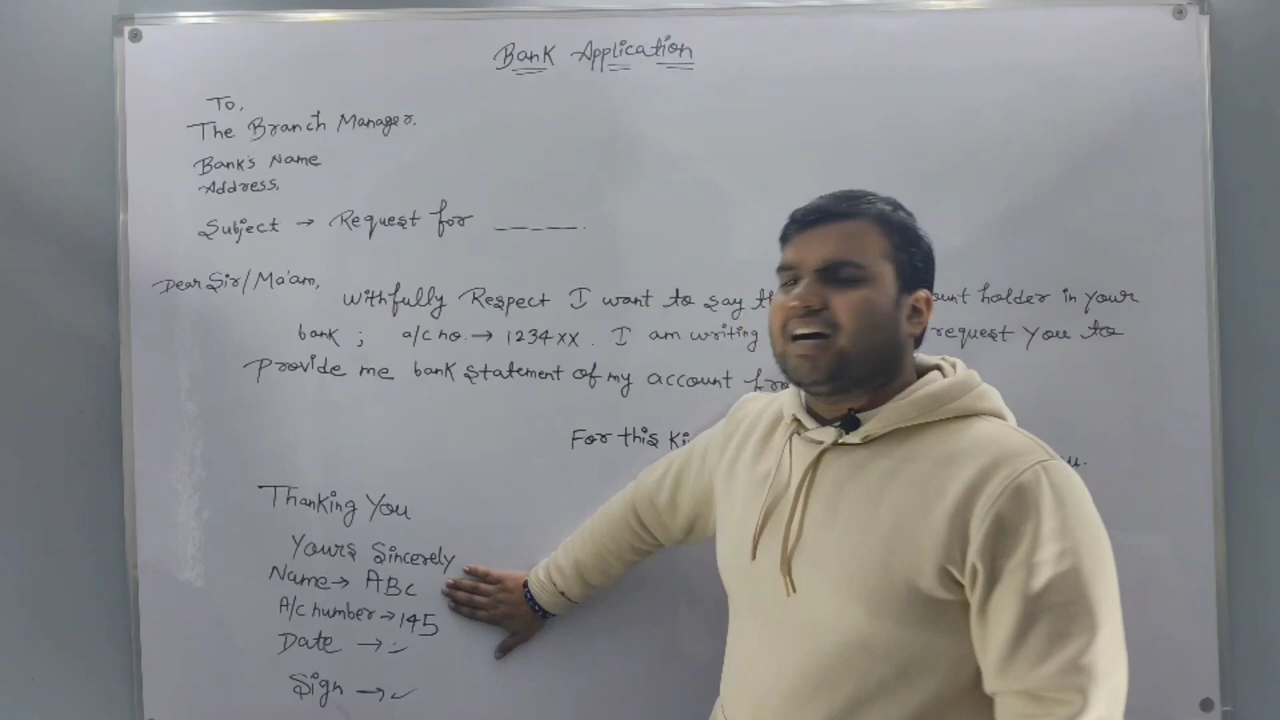 Bank Application
To,
The Branch Manager.
Bank's Name
Address.
Subject → Request for ______.
Dear Sir/Ma'am,
Withfully Respect I want to say holder in your
bank ; a/c no. → 1234xx . I am writing request you to
provide me bank statement of my account
For this
Thanking You
Yours Sincerely
Name → ABC
A/c number → 145
Date → :-
Sign → ✓